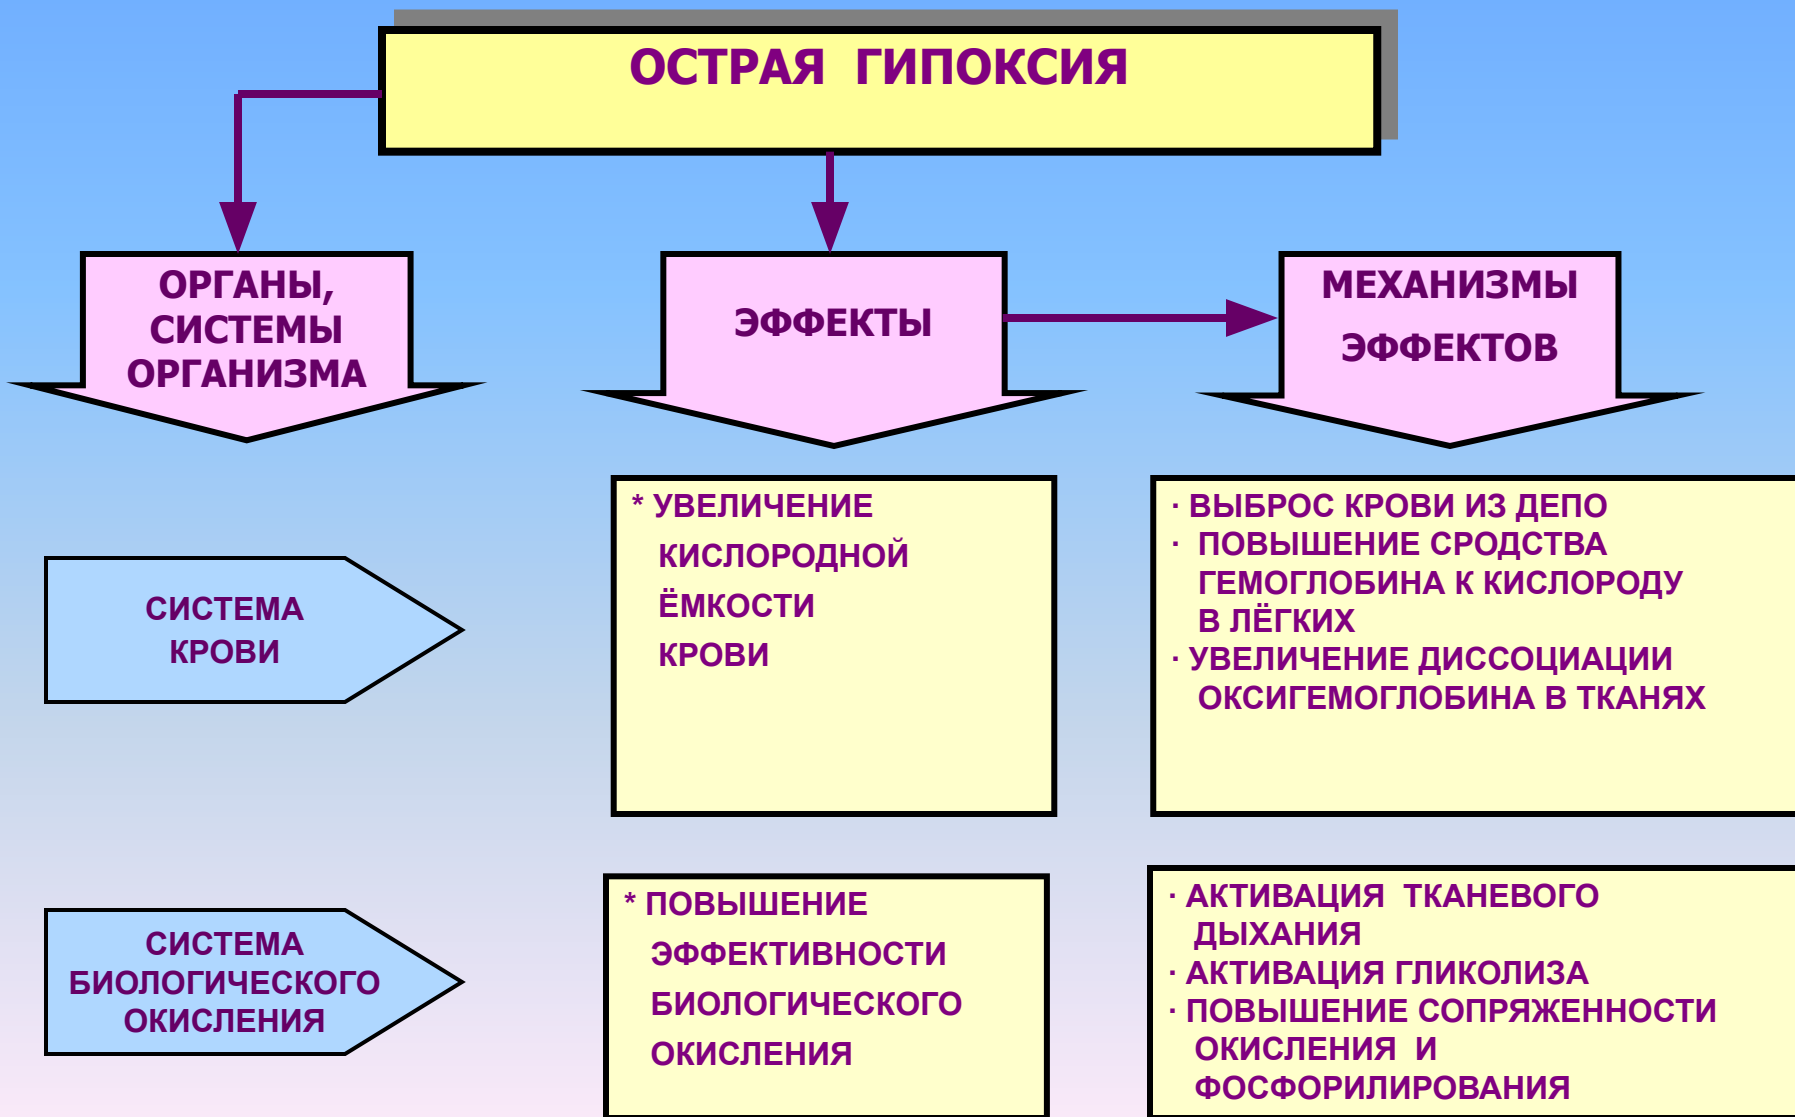 ОСТРАЯ ГИПОКСИЯ
ОРГАНЫ,
СИСТЕМЫ
ОРГАНИЗМА
ЭФФЕКТЫ
МЕХАНИЗМЫ
ЭФФЕКТОВ
СИСТЕМА
КРОВИ
* УВЕЛИЧЕНИЕ
КИСЛОРОДНОЙ
ЁМКОСТИ
КРОВИ
· ВЫБРОС КРОВИ ИЗ ДЕПО
· ПОВЫШЕНИЕ СРОДСТВА
ГЕМОГЛОБИНА К КИСЛОРОДУ
В ЛЁГКИХ
· УВЕЛИЧЕНИЕ ДИССОЦИАЦИИ
ОКСИГЕМОГЛОБИНА В ТКАНЯХ
СИСТЕМА
БИОЛОГИЧЕСКОГО
ОКИСЛЕНИЯ
* ПОВЫШЕНИЕ
ЭФФЕКТИВНОСТИ
БИОЛОГИЧЕСКОГО
ОКИСЛЕНИЯ
· АКТИВАЦИЯ ТКАНЕВОГО
ДЫХАНИЯ
· АКТИВАЦИЯ ГЛИКОЛИЗА
· ПОВЫШЕНИЕ СОПРЯЖЕННОСТИ
ОКИСЛЕНИЯ И
ФОСФОРИЛИРОВАНИЯ